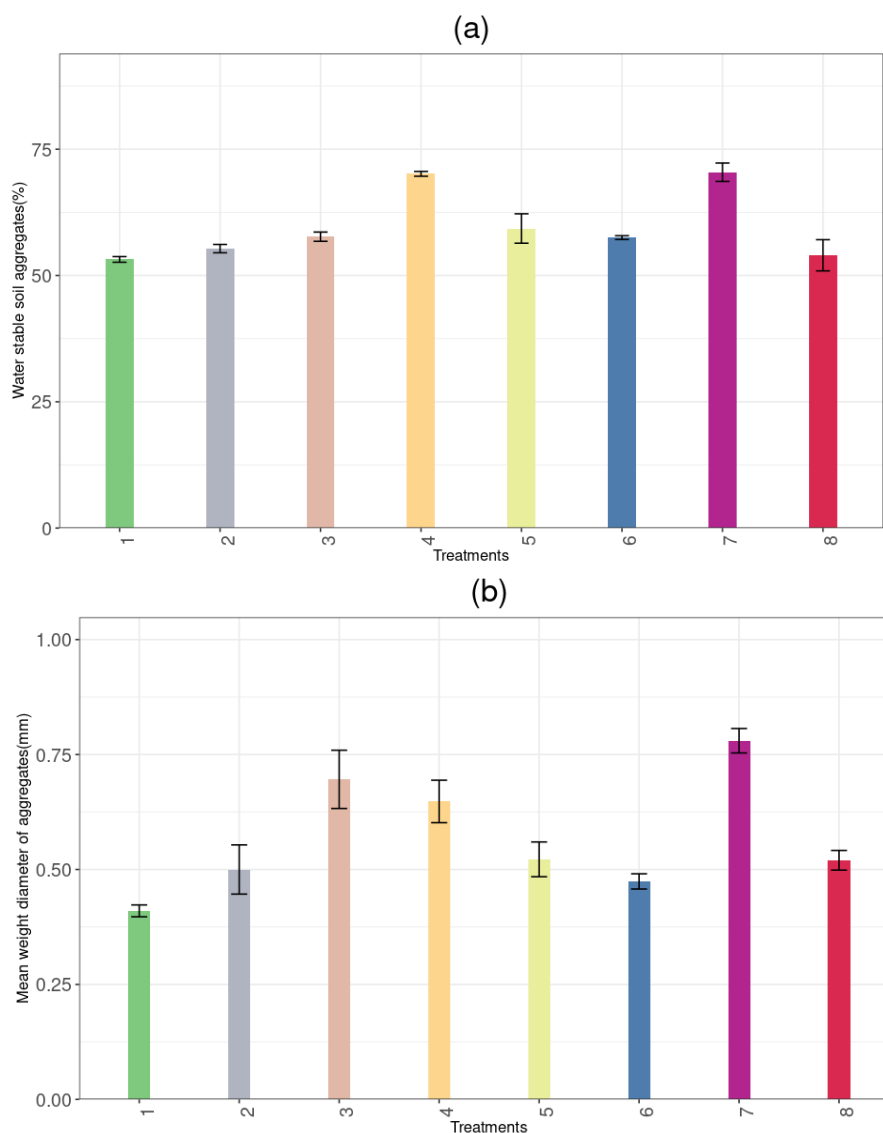 (a)
Water stable soil aggregates(%)
75
50
25
0
1 2 3 4 5 6 7 8
Treatments
(b)
Mean weight diameter of aggregates(mm)
1.00
0.75
0.50
0.25
0.00
1 2 3 4 5 6 7 8
Treatments